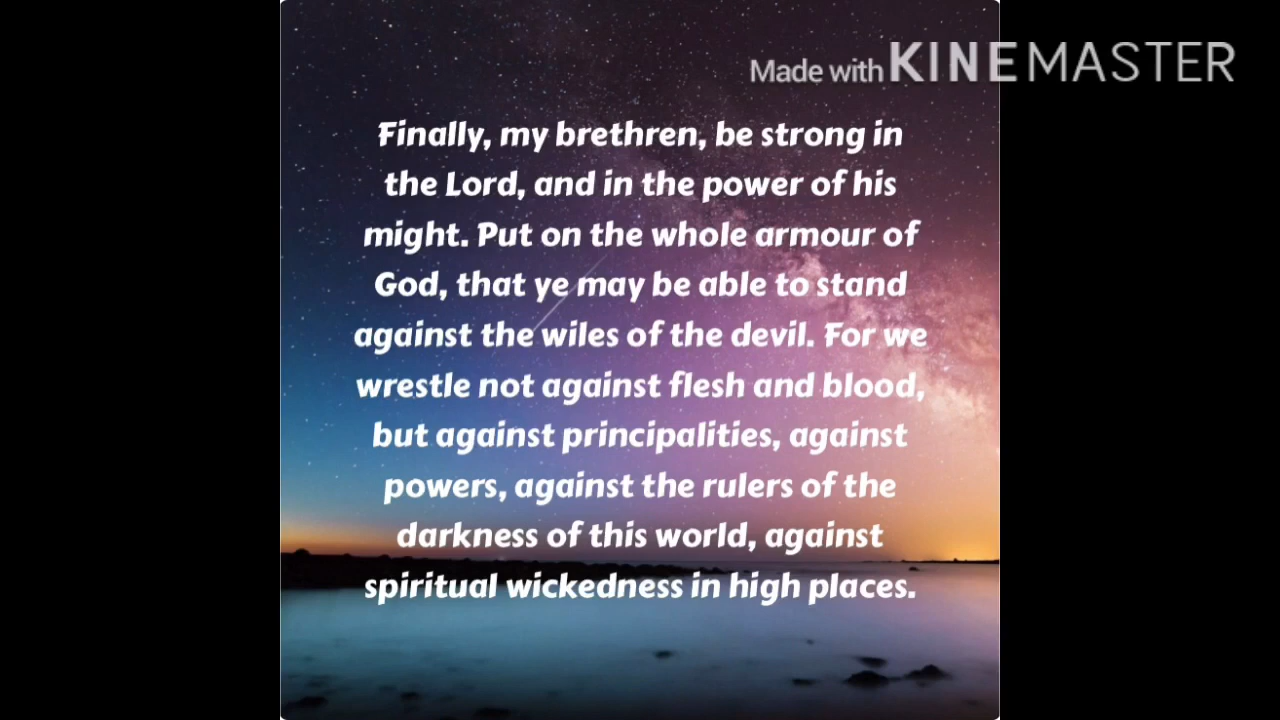 Made with KINEMASTER
Finally, my brethren, be strong in
the Lord, and in the power of his
might. Put on the whole armour of
God, that ye may be able to stand
against the wiles of the devil. For we
wrestle not against flesh and blood,
but against principalities, against
powers, against the rulers of the
darkness of this world, against
spiritual wickedness in high places.